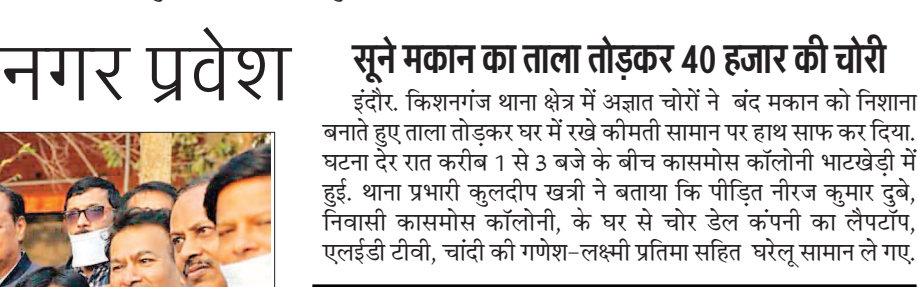 नगर प्रवेश
सूने मकान का ताला तोड़कर 40 हजार की चोरी
इंदौर. किशनगंज थाना क्षेत्र में अज्ञात चोरों ने बंद मकान को निशाना
बनाते हुए ताला तोड़कर घर में रखे कीमती सामान पर हाथ साफ कर दिया.
घटना देर रात करीब 1 से 3 बजे के बीच कासमोस कॉलोनी भाटखेड़ी में
हुई. थाना प्रभारी कुलदीप खत्री ने बताया कि पीड़ित नीरज कुमार दुबे,
निवासी कासमोस कॉलोनी, के घर से चोर डेल कंपनी का लैपटॉप,
एलईडी टीवी, चांदी की गणेश-लक्ष्मी प्रतिमा सहित घरेलू सामान ले गए.